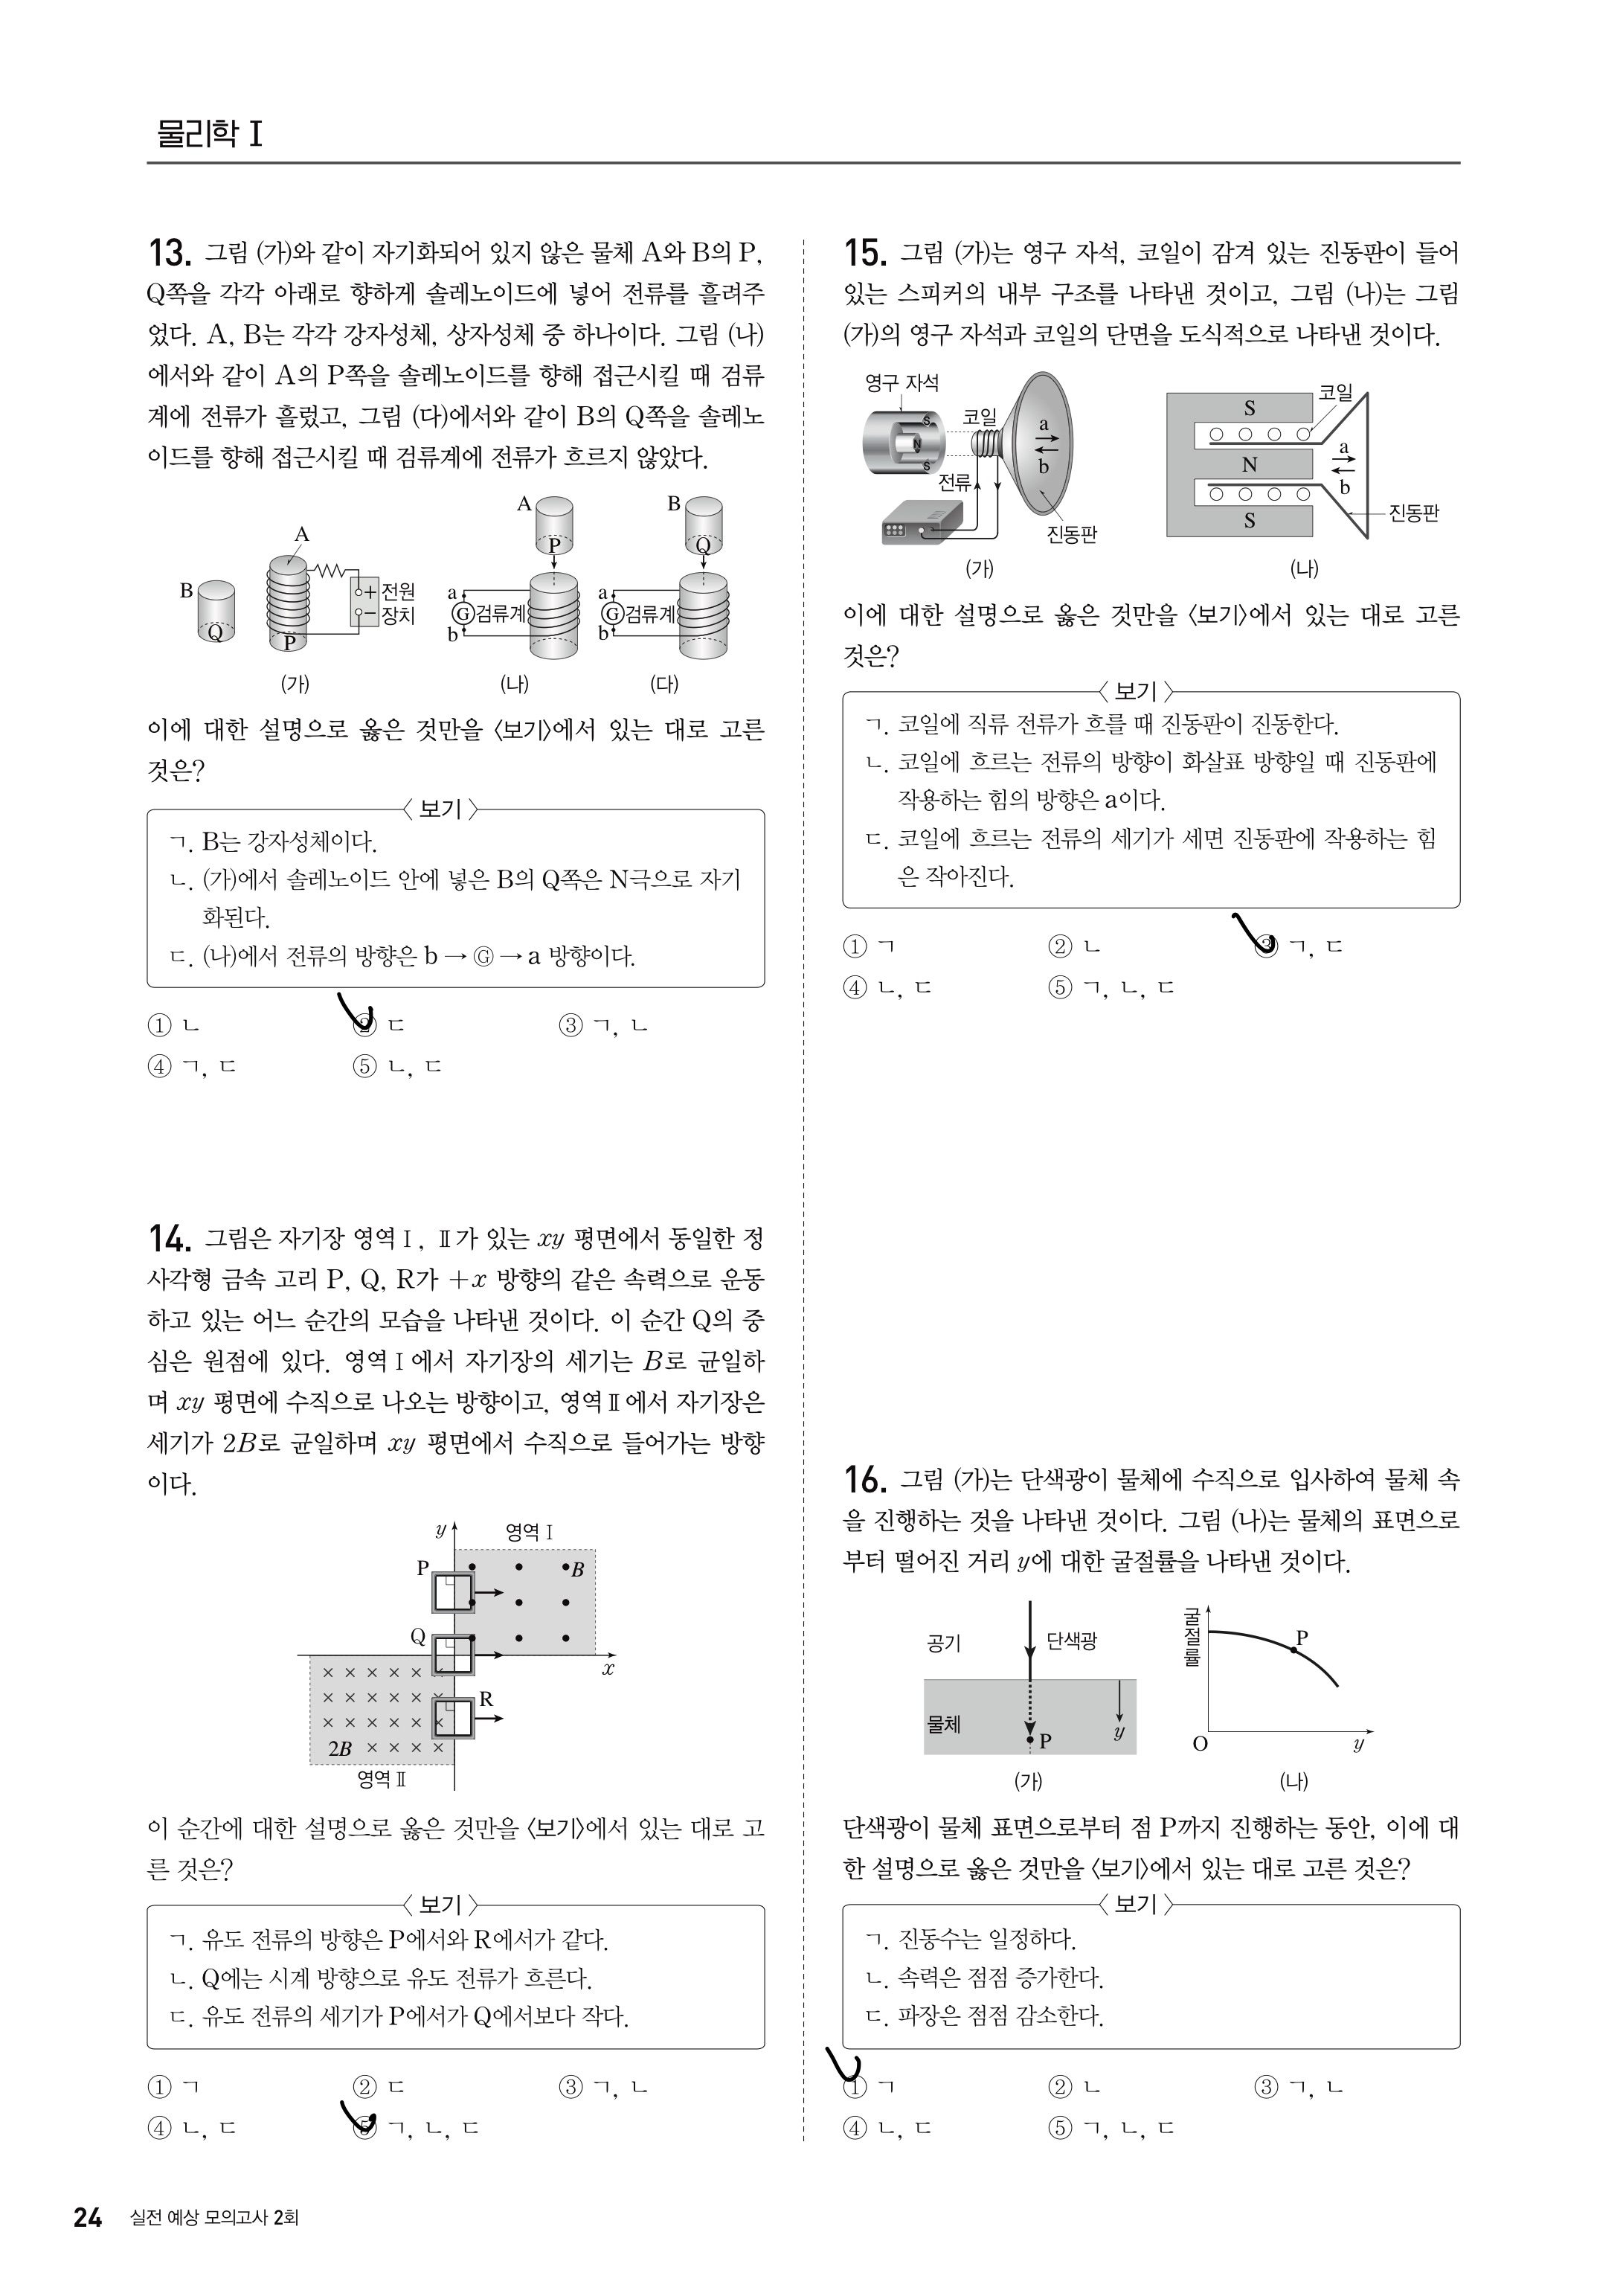 물리학 Ⅰ
13. 그림 (가)와 같이 자기화되어 있지 않은 물체 A와 B의 P,
Q쪽을 각각 아래로 향하게 솔레노이드에 넣어 전류를 흘려주
었다. A, B는 각각 강자성체, 상자성체 중 하나이다. 그림 (나)
에서와 같이 A의 P쪽을 솔레노이드를 향해 접근시킬 때 검류
계에 전류가 흘렀고, 그림 (다)에서와 같이 B의 Q쪽을 솔레노
이드를 향해 접근시킬 때 검류계에 전류가 흐르지 않았다.
A
B
Q
P
+ 전원
- 장치
(가)
A
P
a
G 검류계
b
(나)
B
Q
a
G 검류계
b
(다)
이에 대한 설명으로 옳은 것만을 〈보기〉에서 있는 대로 고른
것은?
〈 보기 〉
ㄱ. B는 강자성체이다.
ㄴ. (가)에서 솔레노이드 안에 넣은 B의 Q쪽은 N극으로 자기
화된다.
ㄷ. (나)에서 전류의 방향은 b → Ⓖ → a 방향이다.
① ㄴ ② ㄷ ③ ㄱ, ㄴ
④ ㄱ, ㄷ ⑤ ㄴ, ㄷ
14. 그림은 자기장 영역 Ⅰ, Ⅱ가 있는 xy 평면에서 동일한 정
사각형 금속 고리 P, Q, R가 +x 방향의 같은 속력으로 운동
하고 있는 어느 순간의 모습을 나타낸 것이다. 이 순간 Q의 중
심은 원점에 있다. 영역 Ⅰ에서 자기장의 세기는 B로 균일하
며 xy 평면에 수직으로 나오는 방향이고, 영역 Ⅱ에서 자기장은
세기가 2B로 균일하며 xy 평면에서 수직으로 들어가는 방향
이다.
y
영역 Ⅰ
P
B
Q
x
R
2B
영역 Ⅱ
이 순간에 대한 설명으로 옳은 것만을 〈보기〉에서 있는 대로 고
른 것은?
〈 보기 〉
ㄱ. 유도 전류의 방향은 P에서와 R에서가 같다.
ㄴ. Q에는 시계 방향으로 유도 전류가 흐른다.
ㄷ. 유도 전류의 세기가 P에서가 Q에서보다 작다.
① ㄱ ② ㄷ ③ ㄱ, ㄴ
④ ㄴ, ㄷ ⑤ ㄱ, ㄴ, ㄷ
15. 그림 (가)는 영구 자석, 코일이 감겨 있는 진동판이 들어
있는 스피커의 내부 구조를 나타낸 것이고, 그림 (나)는 그림
(가)의 영구 자석과 코일의 단면을 도식적으로 나타낸 것이다.
영구 자석
코일
S
N
S
a
b
전류
진동판
(가)
코일
S
N
S
a
b
진동판
(나)
이에 대한 설명으로 옳은 것만을 〈보기〉에서 있는 대로 고른
것은?
〈 보기 〉
ㄱ. 코일에 직류 전류가 흐를 때 진동판이 진동한다.
ㄴ. 코일에 흐르는 전류의 방향이 화살표 방향일 때 진동판에
작용하는 힘의 방향은 a이다.
ㄷ. 코일에 흐르는 전류의 세기가 세면 진동판에 작용하는 힘
은 작아진다.
① ㄱ ② ㄴ ③ ㄱ, ㄷ
④ ㄴ, ㄷ ⑤ ㄱ, ㄴ, ㄷ
16. 그림 (가)는 단색광이 물체에 수직으로 입사하여 물체 속
을 진행하는 것을 나타낸 것이다. 그림 (나)는 물체의 표면으로
부터 떨어진 거리 y에 대한 굴절률을 나타낸 것이다.
공기
단색광
물체
P
y
(가)
굴절률
P
O
y
(나)
단색광이 물체 표면으로부터 점 P까지 진행하는 동안, 이에 대
한 설명으로 옳은 것만을 〈보기〉에서 있는 대로 고른 것은?
〈 보기 〉
ㄱ. 진동수는 일정하다.
ㄴ. 속력은 점점 증가한다.
ㄷ. 파장은 점점 감소한다.
① ㄱ ② ㄴ ③ ㄱ, ㄴ
④ ㄴ, ㄷ ⑤ ㄱ, ㄴ, ㄷ
24 실전 예상 모의고사 2회